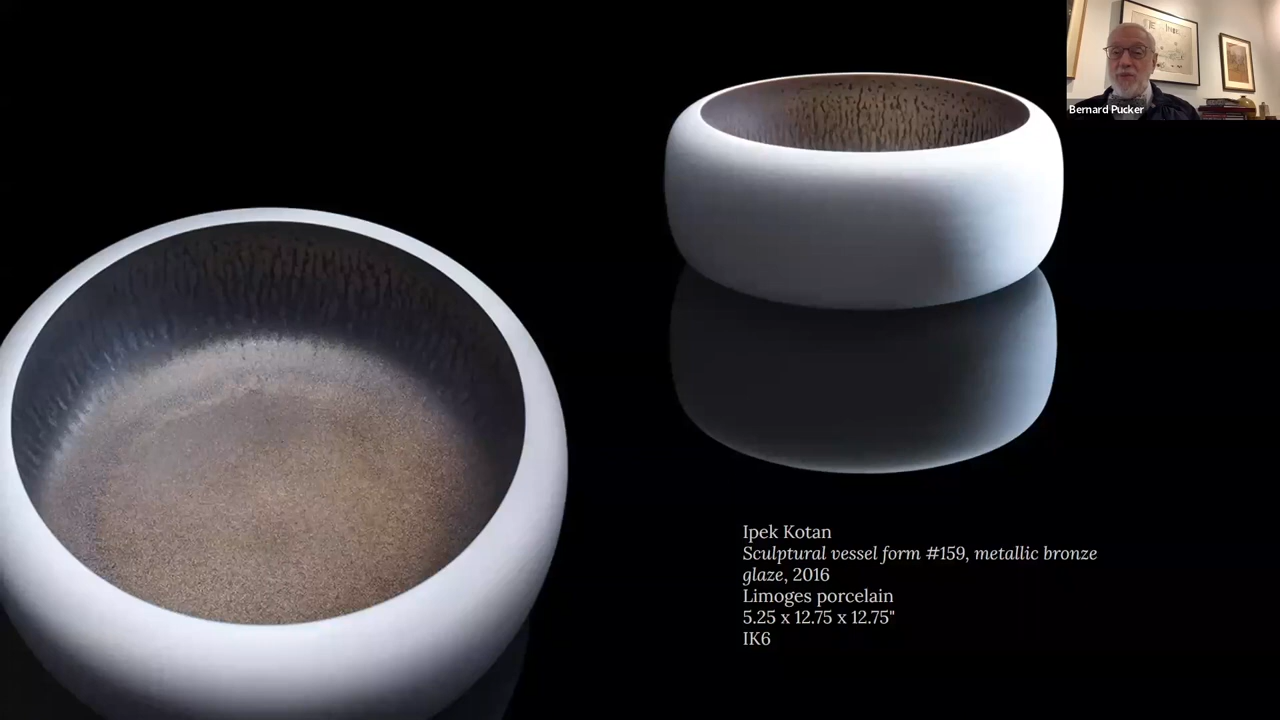 Bernard Pucker
Ipek Kotan
Sculptural vessel form #159, metallic bronze
glaze, 2016
Limoges porcelain
5.25 x 12.75 x 12.75"
IK6